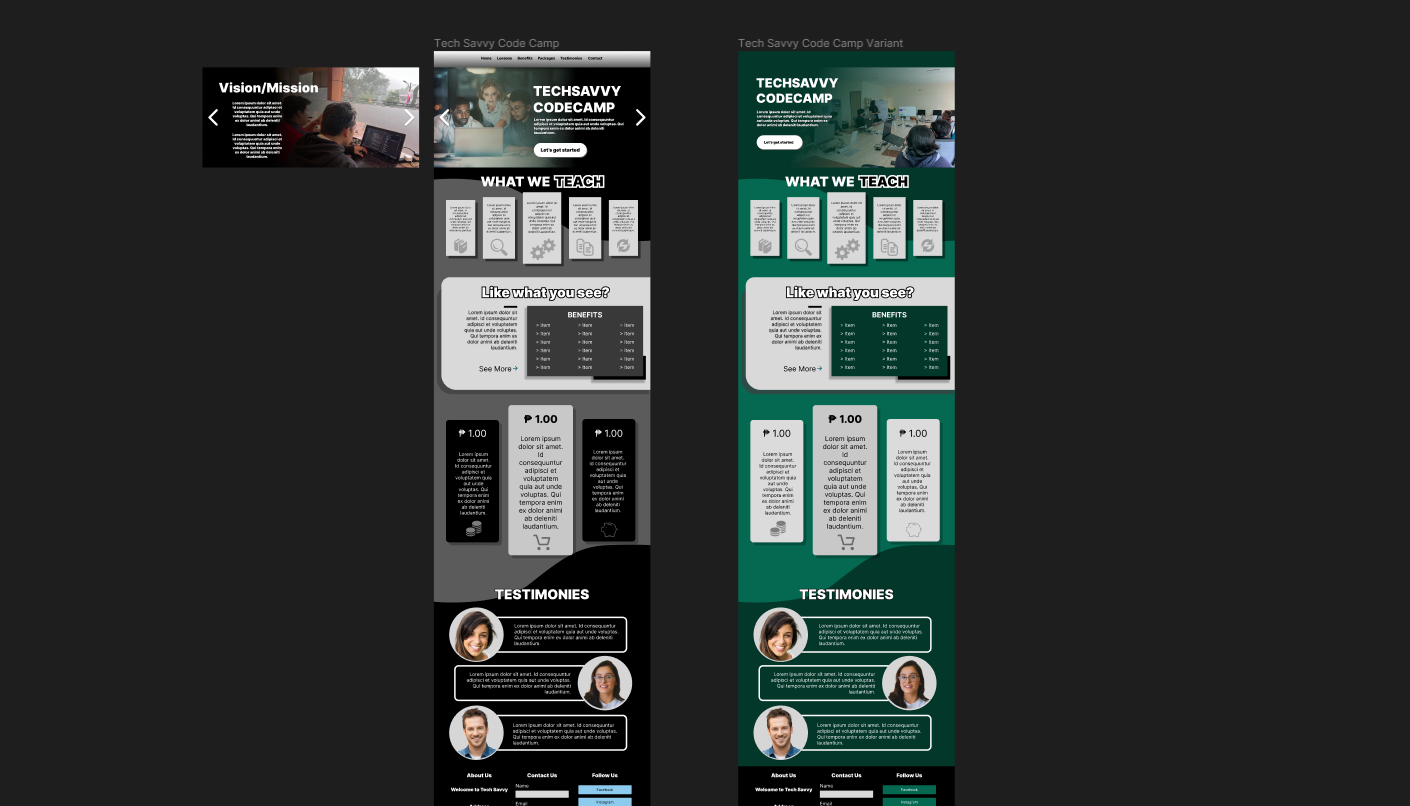 Tech Savvy Code Camp
Tech Savvy Code Camp Variant
Vision/Mission
Lorem ipsum dolor sit amet.
Id consequuntur adipisci et
voluptatem quia aut unde
voluptas. Qui tempora enim
ex dolor animi ab deleniti
laudantium.
Lorem ipsum dolor sit amet.
Id consequuntur adipisci et
voluptatem quia aut unde
voluptas. Qui tempora enim
ex dolor animi ab deleniti
laudantium.
Home Lessons Benefits Packages Testimonies Contact
TECHSAVVY
CODECAMP
Lorem ipsum dolor sit amet. Id
consequuntur adipisci et voluptatem
quia aut unde voluptas. Qui
tempora enim ex dolor animi ab deleniti
laudantium.
Let's get started
WHAT WE TEACH
Like what you see?
Lorem ipsum dolor sit
amet. Id consequuntur
adipisci et voluptatem
quia aut unde voluptas.
Qui tempora enim ex
dolor animi ab deleniti
laudantium.
See More
BENEFITS
> Item > Item > Item
> Item > Item > Item
> Item > Item > Item
> Item > Item > Item
> Item > Item > Item
> Item > Item > Item
₱ 1.00
Lorem ipsum
dolor sit amet.
Id consequuntur
adipisci et
voluptatem quia
aut unde
voluptas. Qui
tempora enim
ex dolor animi
ab deleniti
laudantium.
₱ 1.00
Lorem ipsum
dolor sit amet.
Id
consequuntur
adipisci et
voluptatem
quia aut unde
voluptas. Qui
tempora enim
ex dolor animi
ab deleniti
laudantium.
₱ 1.00
Lorem ipsum
dolor sit amet.
Id consequuntur
adipisci et
voluptatem quia
aut unde
voluptas. Qui
tempora enim
ex dolor animi
ab deleniti
laudantium.
TESTIMONIES
Lorem ipsum dolor sit amet. Id consequuntur
adipisci et voluptatem quia aut unde voluptas.
Qui tempora enim ex dolor animi ab deleniti
laudantium.
Lorem ipsum dolor sit amet. Id consequuntur
adipisci et voluptatem quia aut unde voluptas.
Qui tempora enim ex dolor animi ab deleniti
laudantium.
Lorem ipsum dolor sit amet. Id consequuntur
adipisci et voluptatem quia aut unde voluptas.
Qui tempora enim ex dolor animi ab deleniti
laudantium.
About Us Contact Us Follow Us
Welcome to Tech Savvy
Name
Facebook
Email
Instagram
TECHSAVVY
CODECAMP
Lorem ipsum dolor sit amet. Id
consequuntur adipisci et voluptatem
quia aut unde voluptas. Qui tempora enim
ex dolor animi ab deleniti laudantium.
Let's get started
WHAT WE TEACH
Like what you see?
Lorem ipsum dolor sit
amet. Id consequuntur
adipisci et voluptatem
quia aut unde voluptas.
Qui tempora enim ex
dolor animi ab deleniti
laudantium.
See More
BENEFITS
> Item > Item > Item
> Item > Item > Item
> Item > Item > Item
> Item > Item > Item
> Item > Item > Item
> Item > Item > Item
₱ 1.00
Lorem ipsum
dolor sit amet.
Id consequuntur
adipisci et
voluptatem quia
aut unde
voluptas. Qui
tempora enim
ex dolor animi
ab deleniti
laudantium.
₱ 1.00
Lorem ipsum
dolor sit amet.
Id
consequuntur
adipisci et
voluptatem
quia aut unde
voluptas. Qui
tempora enim
ex dolor animi
ab deleniti
laudantium.
₱ 1.00
Lorem ipsum
dolor sit amet.
Id consequuntur
adipisci et
voluptatem quia
aut unde
voluptas. Qui
tempora enim
ex dolor animi
ab deleniti
laudantium.
TESTIMONIES
Lorem ipsum dolor sit amet. Id consequuntur
adipisci et voluptatem quia aut unde voluptas.
Qui tempora enim ex dolor animi ab deleniti
laudantium.
Lorem ipsum dolor sit amet. Id consequuntur
adipisci et voluptatem quia aut unde voluptas.
Qui tempora enim ex dolor animi ab deleniti
laudantium.
Lorem ipsum dolor sit amet. Id consequuntur
adipisci et voluptatem quia aut unde voluptas.
Qui tempora enim ex dolor animi ab deleniti
laudantium.
About Us Contact Us Follow Us
Welcome to Tech Savvy
Name
Facebook
Email
Instagram